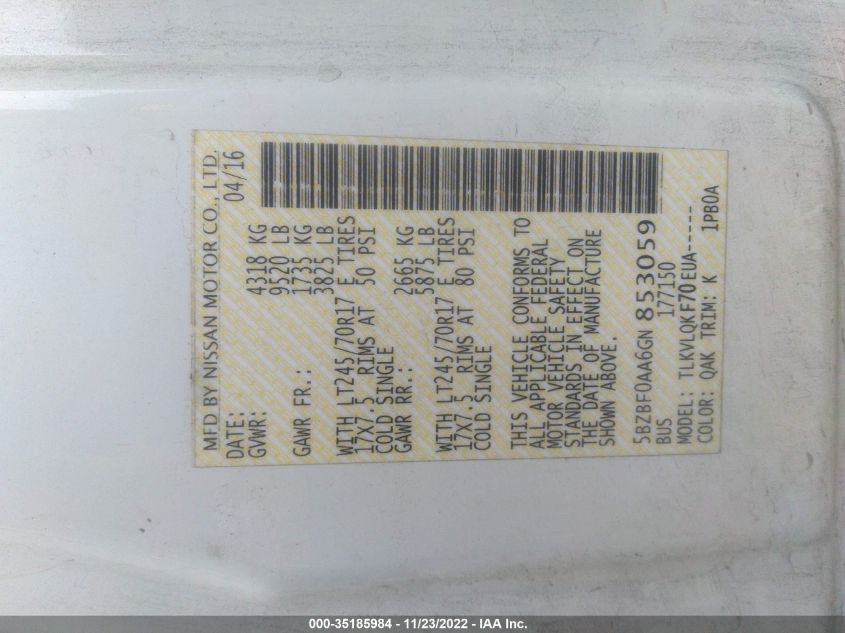 MFD BY NISSAN MOTOR CO., LTD.
DATE: 04/16
GVWR: 4318 KG
9520 LB
GAWR FR.: 1735 KG
3825 LB
WITH LT245/70R17 E TIRES
17X7.5 RIMS AT 50 PSI
COLD SINGLE
GAWR RR.: 2665 KG
5875 LB
WITH LT245/70R17 E TIRES
17X7.5 RIMS AT 80 PSI
COLD SINGLE
THIS VEHICLE CONFORMS TO
ALL APPLICABLE FEDERAL
MOTOR VEHICLE SAFETY
STANDARDS IN EFFECT ON
THE DATE OF MANUFACTURE
SHOWN ABOVE.
5BZBF0AA6GN853059
BUS 177150
MODEL: TLKVLQKF70EUA-----
COLOR: QAK TRIM: K 1PB0A
000-35185984 - 11/23/2022 - IAA Inc.